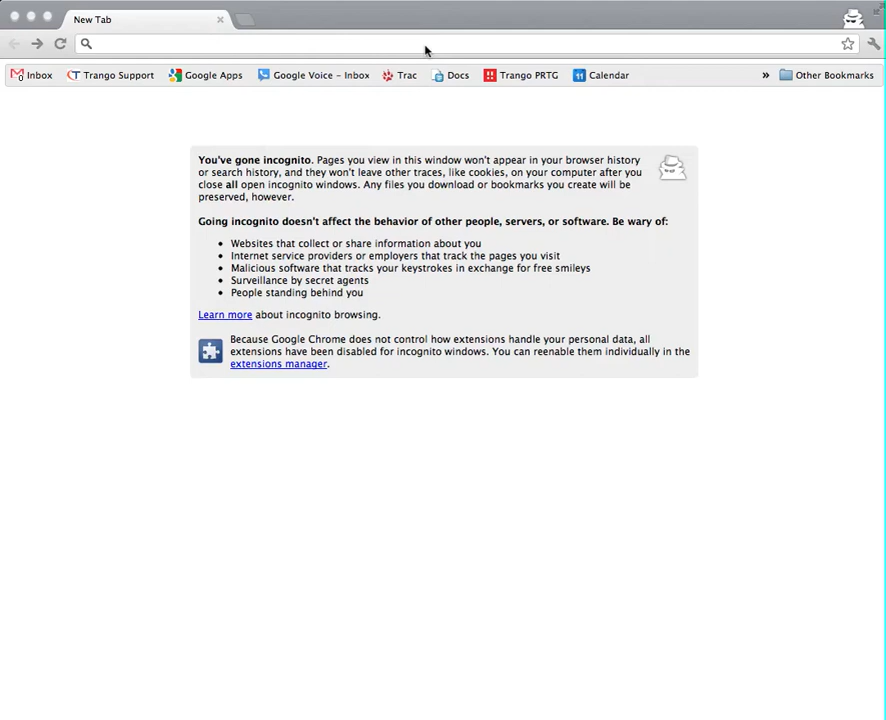 New Tab
Inbox Trango Support Google Apps Google Voice – Inbox Trac Docs Trango PRTG 11 Calendar » Other Bookmarks
You've gone incognito. Pages you view in this window won't appear in your browser history
or search history, and they won't leave other traces, like cookies, on your computer after you
close all open incognito windows. Any files you download or bookmarks you create will be
preserved, however.
Going incognito doesn't affect the behavior of other people, servers, or software. Be wary of:
• Websites that collect or share information about you
• Internet service providers or employers that track the pages you visit
• Malicious software that tracks your keystrokes in exchange for free smileys
• Surveillance by secret agents
• People standing behind you
Learn more about incognito browsing.
Because Google Chrome does not control how extensions handle your personal data, all
extensions have been disabled for incognito windows. You can reenable them individually in the
extensions manager.